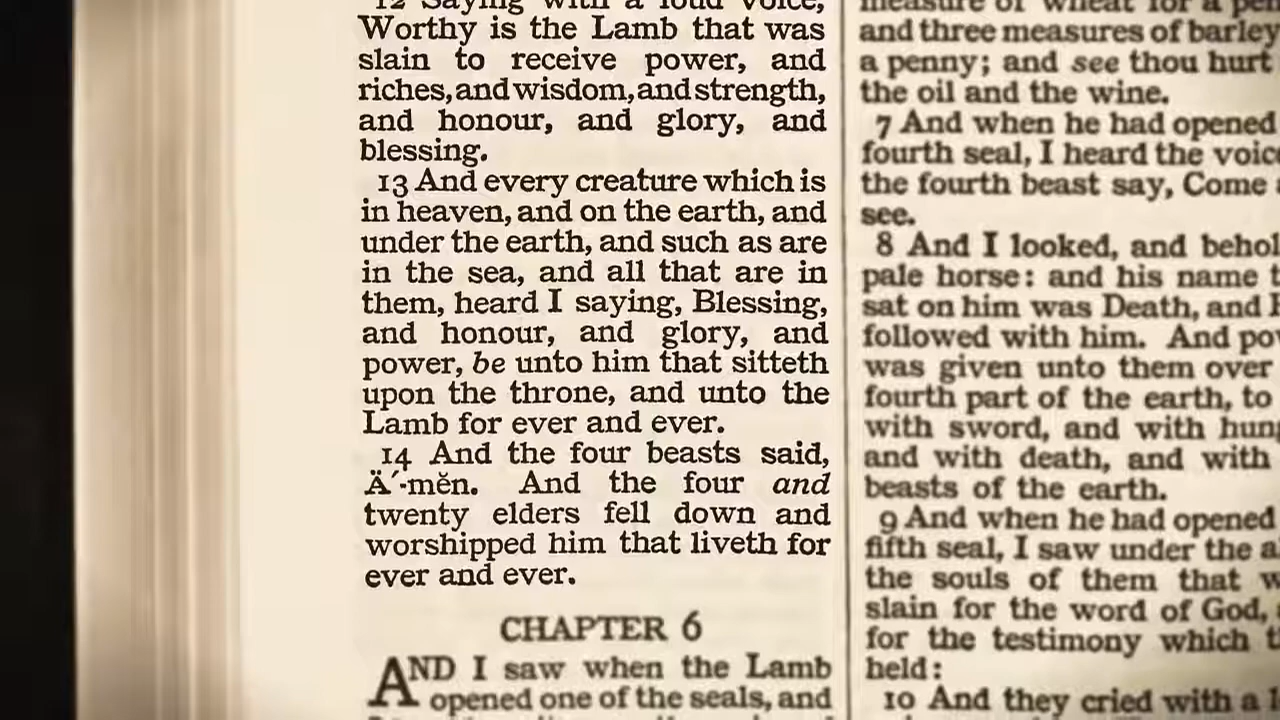 12 Saying with a loud voice,
Worthy is the Lamb that was
slain to receive power, and
riches, and wisdom, and strength,
and honour, and glory, and
blessing.
13 And every creature which is
in heaven, and on the earth, and
under the earth, and such as are
in the sea, and all that are in
them, heard I saying, Blessing,
and honour, and glory, and
power, be unto him that sitteth
upon the throne, and unto the
Lamb for ever and ever.
14 And the four beasts said,
Ä´-mĕn. And the four and
twenty elders fell down and
worshipped him that liveth for
ever and ever.
CHAPTER 6
AND I saw when the Lamb
opened one of the seals, and
measure of wheat for a
and three measures of barley
a penny; and see thou hurt
the oil and the wine.
7 And when he had opened
fourth seal, I heard the
the fourth beast say, Come
see.
8 And I looked, and
pale horse: and his name
sat on him was Death, and
followed with him. And
was given unto them over
fourth part of the earth, to
with sword, and with
and with death, and with
beasts of the earth.
9 And when he had opened
fifth seal, I saw under the
the souls of them that
slain for the word of God,
for the testimony which
held:
10 And they cried with a